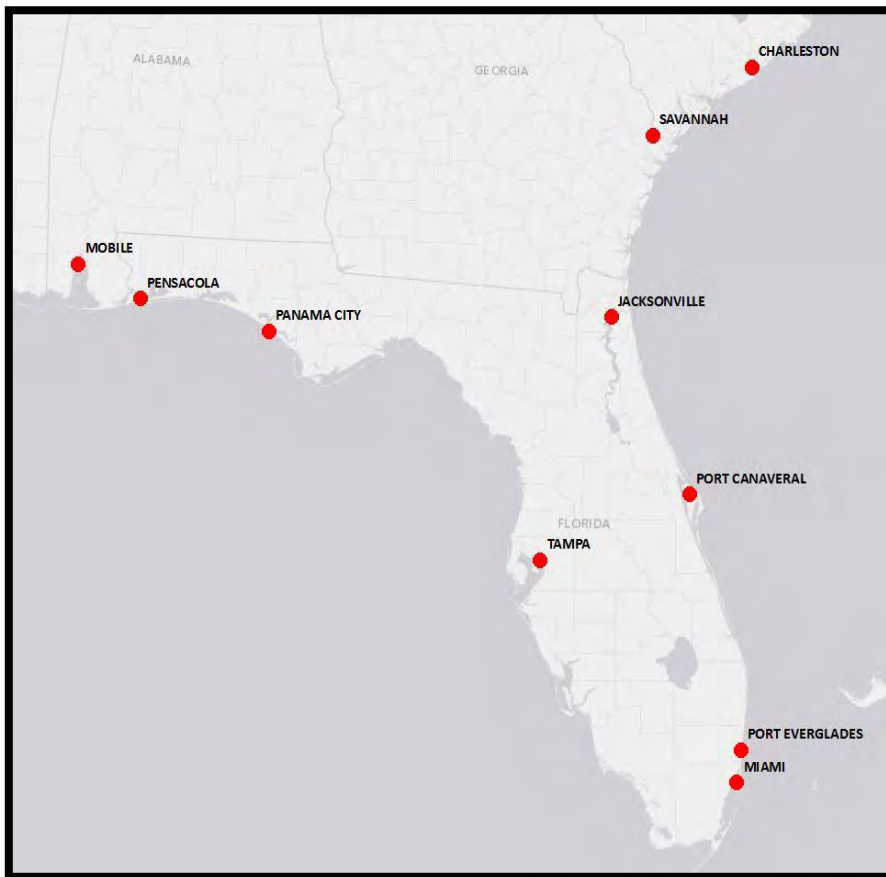 CHARLESTON
ALABAMA
GEORGIA
SAVANNAH
MOBILE
PENSACOLA
JACKSONVILLE
PANAMA CITY
PORT CANAVERAL
FLORIDA
TAMPA
PORT EVERGLADES
MIAMI